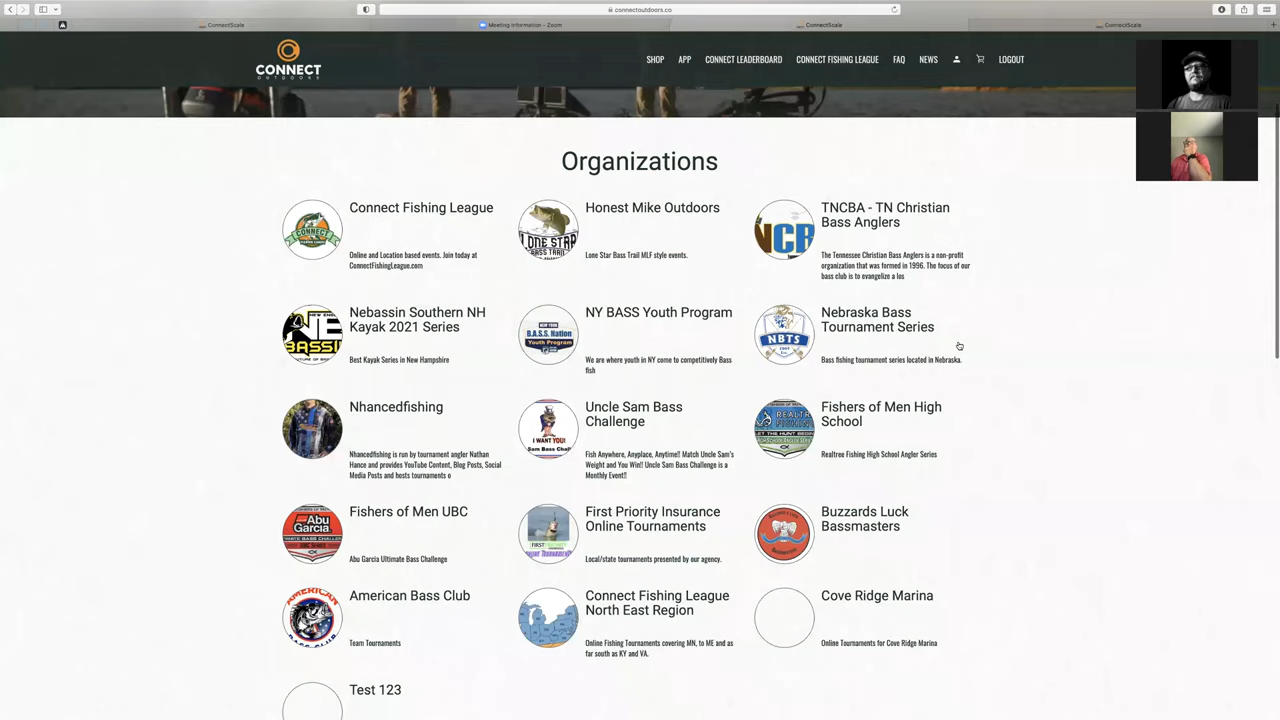 connectoutdoors.co
ConnectScale
Meeting Information - Zoom
ConnectScale
ConnectScale
CONNECT
OUTDOORS
SHOP
APP
CONNECT LEADERBOARD
CONNECT FISHING LEAGUE
FAQ
NEWS
LOGOUT
Organizations
Connect Fishing League
Online and Location based events. Join today at
ConnectFishingLeague.com
Honest Mike Outdoors
Lone Star Bass Trail MLF style events.
TNCBA - TN Christian
Bass Anglers
The Tennessee Christian Bass Anglers is a non-profit
organization that was formed in 1996. The focus of our
bass club is to evangelize a los
Nebassin Southern NH
Kayak 2021 Series
Best Kayak Series in New Hampshire
NY BASS Youth Program
We are where youth in NY come to competitively Bass
fish
Nebraska Bass
Tournament Series
Bass fishing tournament series located in Nebraska.
Nhancedfishing
Nhancedfishing is run by tournament angler Nathan
Hance and provides YouTube Content, Blog Posts, Social
Media Posts and hosts tournaments o
Uncle Sam Bass
Challenge
Fish Anywhere, Anyplace, Anytime!! Match Uncle Sam's
Weight and You Win!! Uncle Sam Bass Challenge is a
Monthly Event!!
Fishers of Men High
School
Realtree Fishing High School Angler Series
Fishers of Men UBC
Abu Garcia Ultimate Bass Challenge
First Priority Insurance
Online Tournaments
Local/state tournaments presented by our agency.
Buzzards Luck
Bassmasters
American Bass Club
Team Tournaments
Connect Fishing League
North East Region
Online Fishing Tournaments covering MN, to ME and as
far south as KY and VA.
Cove Ridge Marina
Online Tournaments for Cove Ridge Marina
Test 123